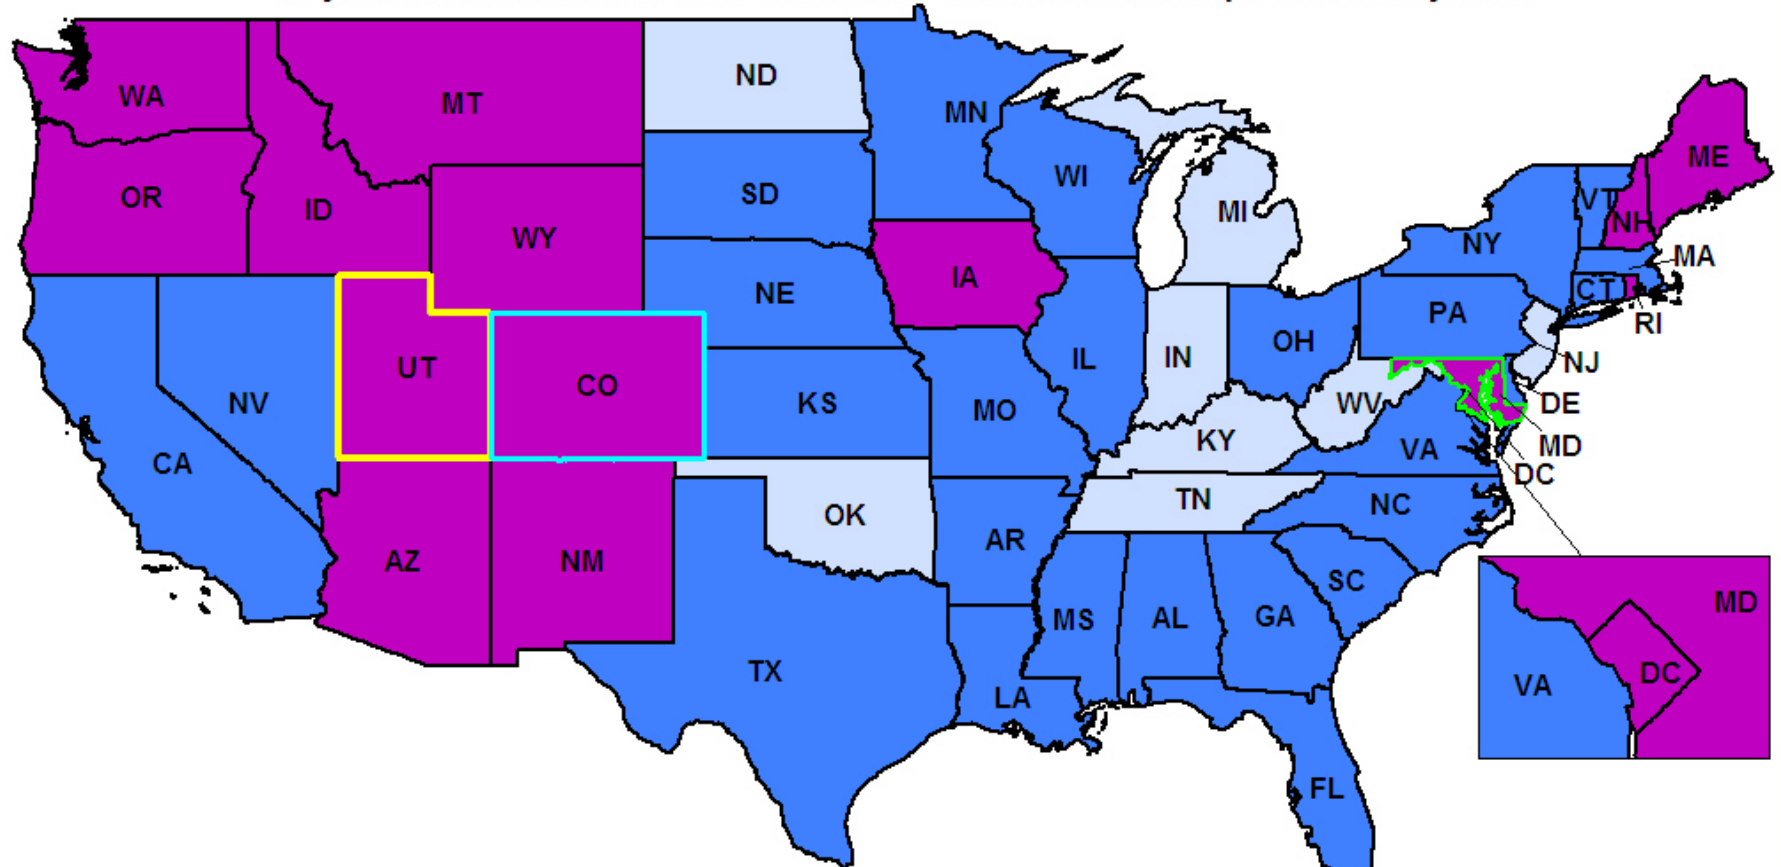 WA
MT
ND
MN
OR
ID
WY
SD
WI
MI
ME
VT
NH
NY
MA
CT
RI
NJ
PA
DE
MD
DC
IA
NE
UT
CO
IL
IN
OH
WV
NV
KS
MO
KY
VA
CA
TN
NC
OK
AR
AZ
NM
SC
MS
AL
GA
TX
LA
FL
MD
DC
VA